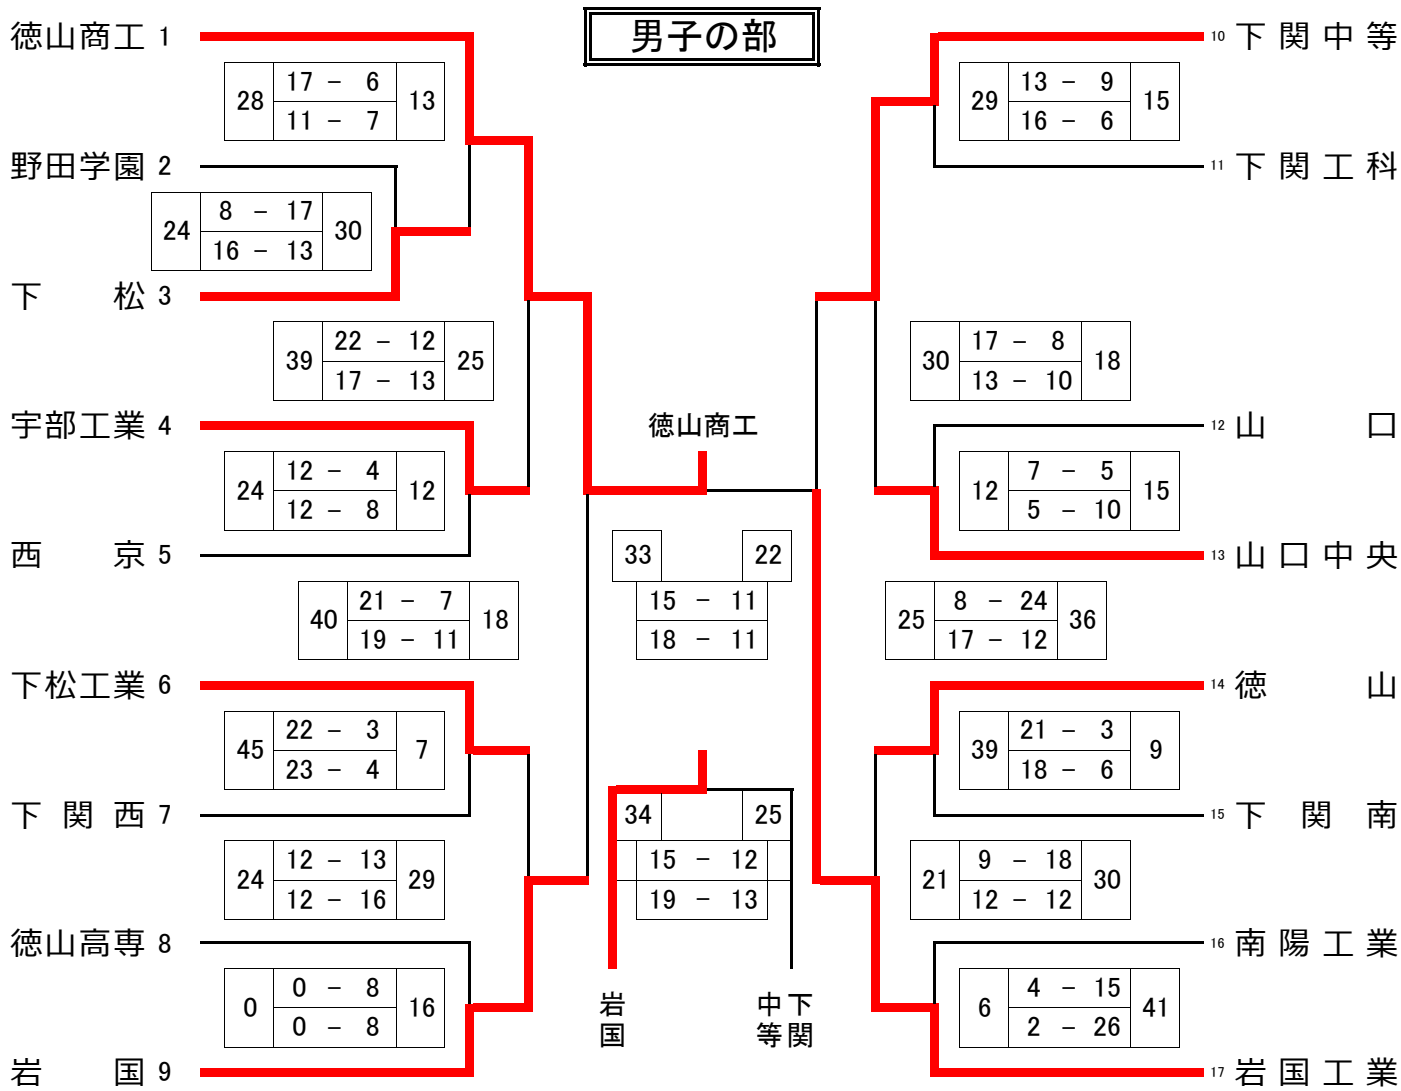 男子の部
徳山商工 1
28 17 - 6 13
11 - 7
野田学園 2
24 8 - 17 30
16 - 13
下松 3
39 22 - 12 25
17 - 13
宇部工業 4
24 12 - 4 12
12 - 8
西京 5
40 21 - 7 18
19 - 11
下松工業 6
45 22 - 3 7
23 - 4
下関西 7
24 12 - 13 29
12 - 16
徳山高専 8
0 0 - 8 16
0 - 8
岩国 9
徳山商工
33 22
15 - 11
18 - 11
34 25
15 - 12
19 - 13
岩国
下関
中等
10 下関中等
29 13 - 9 15
16 - 6
11 下関工科
30 17 - 8 18
13 - 10
12 山口
12 7 - 5 15
5 - 10
13 山口中央
25 8 - 24 36
17 - 12
14 徳山
39 21 - 3 9
18 - 6
15 下関南
21 9 - 18 30
12 - 12
16 南陽工業
6 4 - 15 41
2 - 26
17 岩国工業